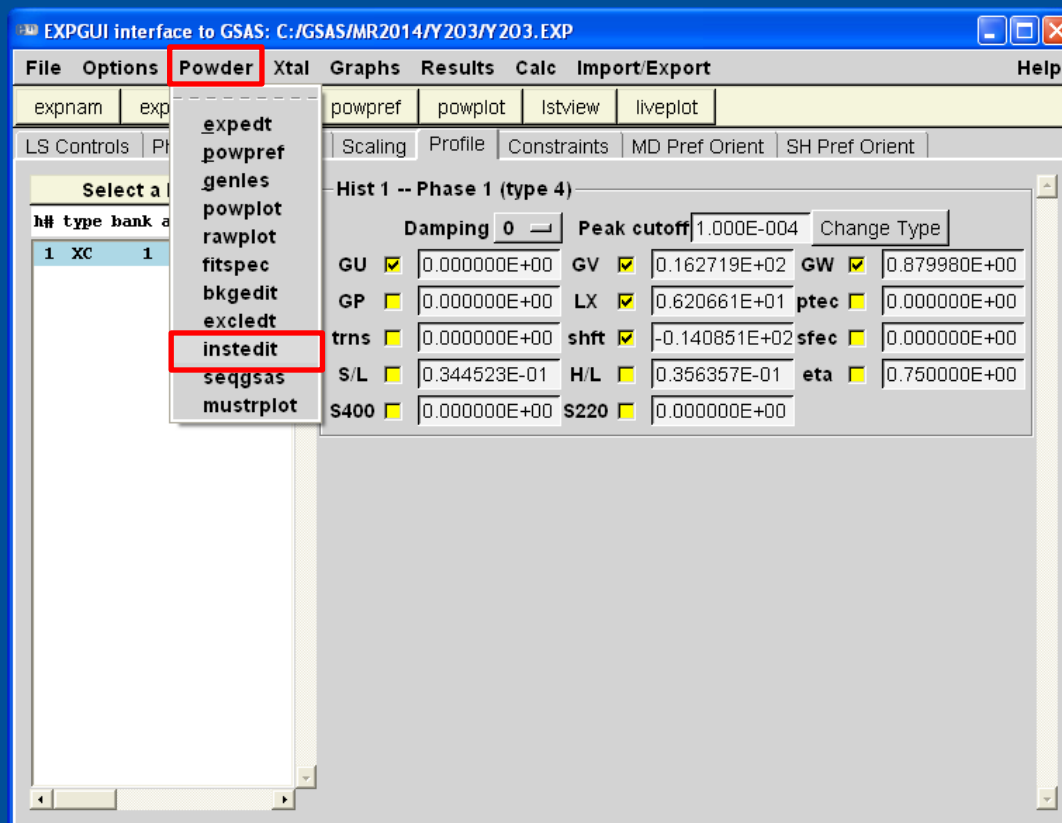 EXPGUI interface to GSAS: C:/GSAS/MR2014/Y2O3/Y2O3.EXP
File Options Powder Xtal Graphs Results Calc Import/Export Help
expnam exp powpref powplot lstview liveplot
LS Controls Ph Scaling Profile Constraints MD Pref Orient SH Pref Orient
expedt
powpref
genles
powplot
rawplot
fitspec
bkgedit
excledt
instedit
seqgsas
mustrplot
Select a
h# type bank a
1 XC 1
Hist 1 -- Phase 1 (type 4)
Damping 0 Peak cutoff 1.000E-004 Change Type
GU 0.000000E+00 GV 0.162719E+02 GW 0.879980E+00
GP 0.000000E+00 LX 0.620661E+01 ptec 0.000000E+00
trns 0.000000E+00 shft -0.140851E+02 sfec 0.000000E+00
S/L 0.344523E-01 H/L 0.356357E-01 eta 0.750000E+00
S400 0.000000E+00 S220 0.000000E+00